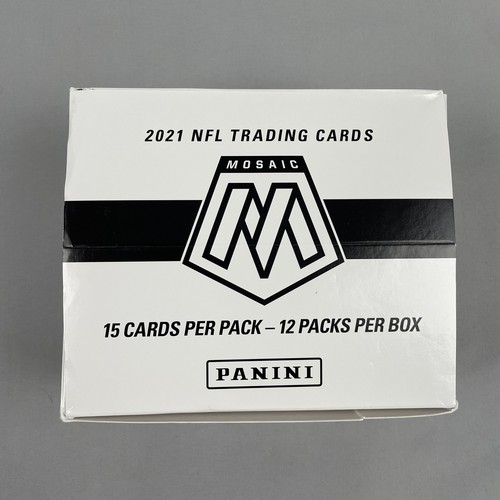 2021 NFL TRADING CARDS
MOSAIC
M
15 CARDS PER PACK – 12 PACKS PER BOX
PANINI